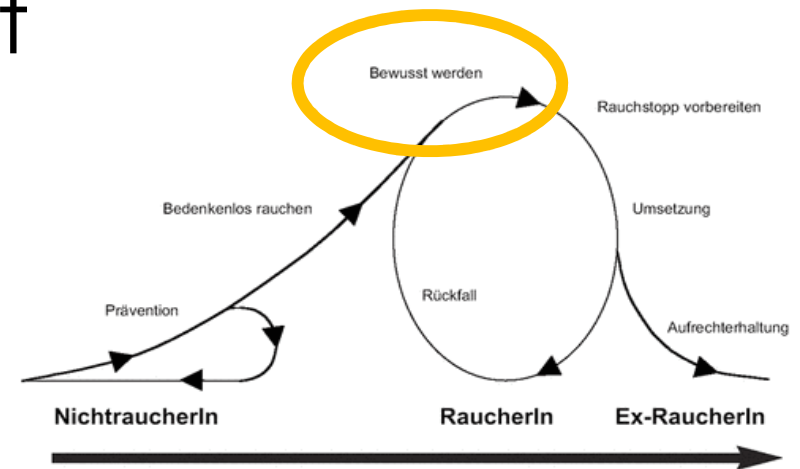 t
Bewusst werden
Rauchstopp vorbereiten
Bedenkenlos rauchen
Umsetzung
Rückfall
Prävention
Aufrechterhaltung
NichtraucherIn
RaucherIn
Ex-RaucherIn